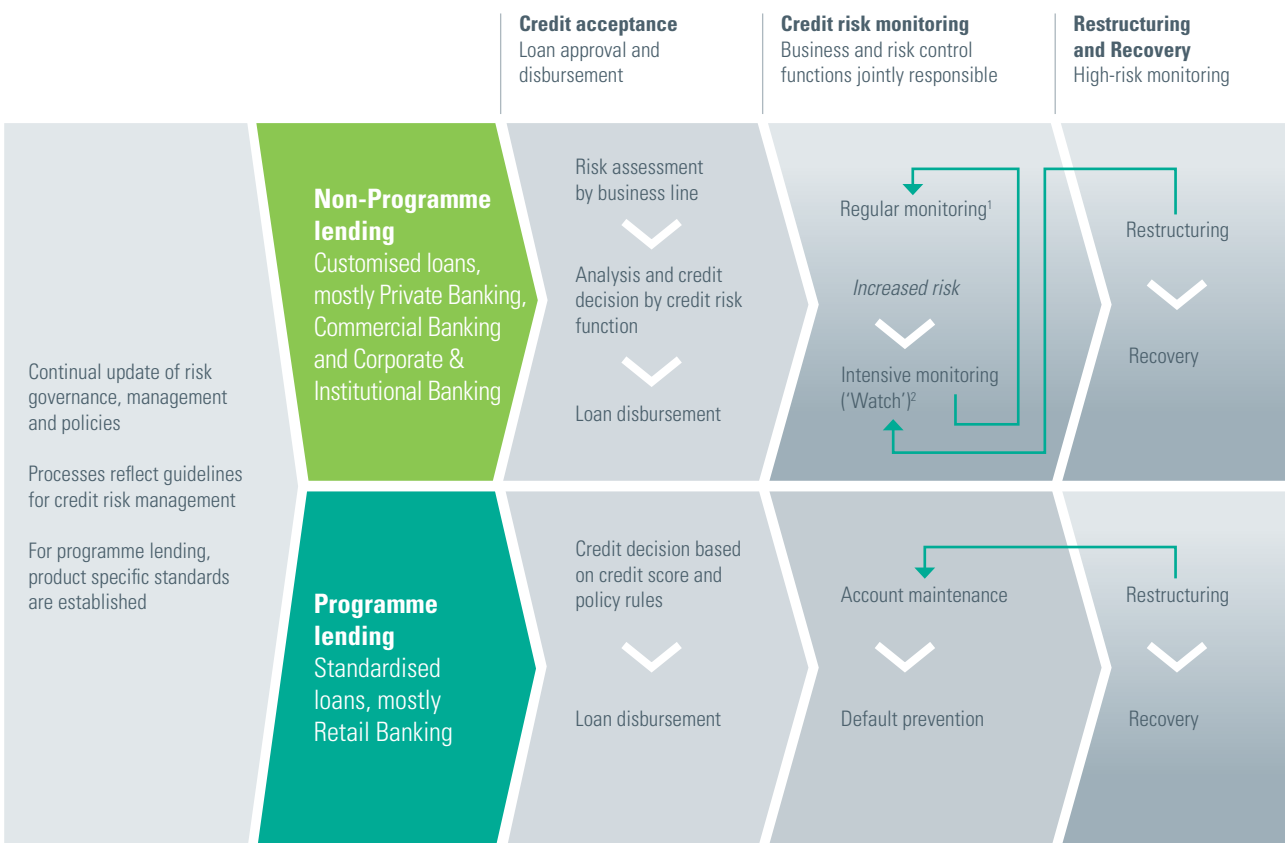 Credit acceptance
Loan approval and
disbursement
Credit risk monitoring
Business and risk control
functions jointly responsible
Restructuring
and Recovery
High-risk monitoring
Continual update of risk
governance, management
and policies
Processes reflect guidelines
for credit risk management
For programme lending,
product specific standards
are established
Non-Programme
lending
Customised loans,
mostly Private Banking,
Commercial Banking
and Corporate &
Institutional Banking
Risk assessment
by business line
Analysis and credit
decision by credit risk
function
Loan disbursement
Regular monitoring¹
Increased risk
Intensive monitoring
(‘Watch’)²
Restructuring
Recovery
Programme
lending
Standardised
loans, mostly
Retail Banking
Credit decision based
on credit score and
policy rules
Loan disbursement
Account maintenance
Default prevention
Restructuring
Recovery